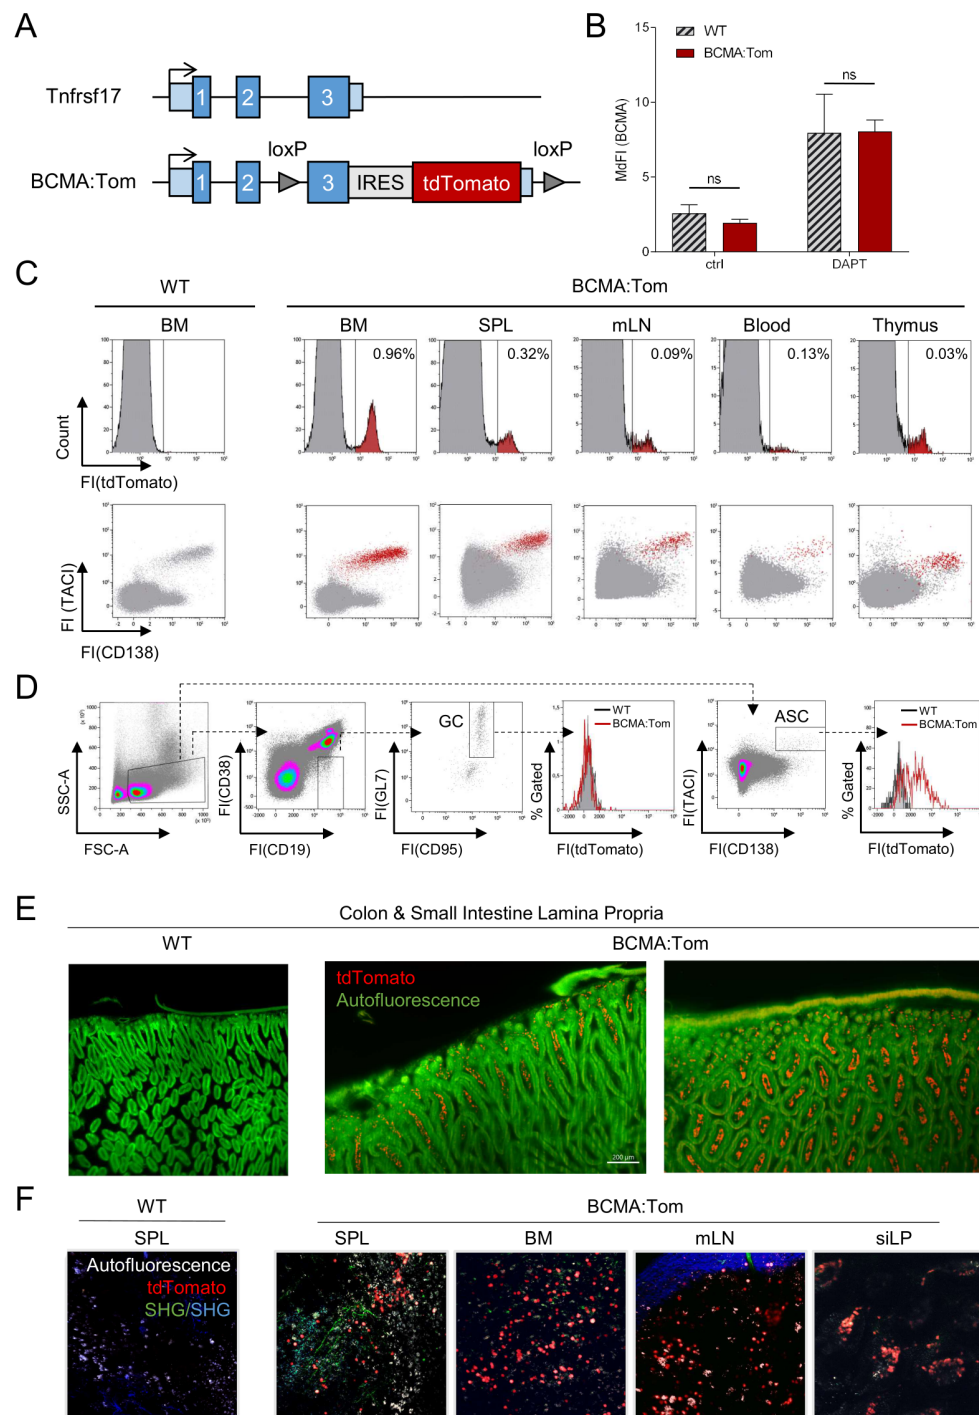 A
Tnfrsf17
1
2
3
loxP
loxP
BCMA:Tom
1
2
3
IRES
tdTomato
B
WT
BCMA:Tom
MdFI (BCMA)
15
10
5
0
ns
ns
ctrl
DAPT
C
WT
BCMA:Tom
BM
BM
SPL
mLN
Blood
Thymus
0.96%
0.32%
0.09%
0.13%
0.03%
Count
FI(tdTomato)
FI (TACI)
FI(CD138)
D
SSC-A
FSC-A
FI(CD38)
FI(CD19)
GC
FI(GL7)
FI(CD95)
WT
BCMA:Tom
% Gated
FI(tdTomato)
ASC
FI(TACI)
FI(CD138)
WT
BCMA:Tom
% Gated
FI(tdTomato)
E
Colon & Small Intestine Lamina Propria
WT
BCMA:Tom
tdTomato
Autofluorescence
200 µm
F
WT
BCMA:Tom
SPL
SPL
BM
mLN
siLP
Autofluorescence
tdTomato
SHG/SHG